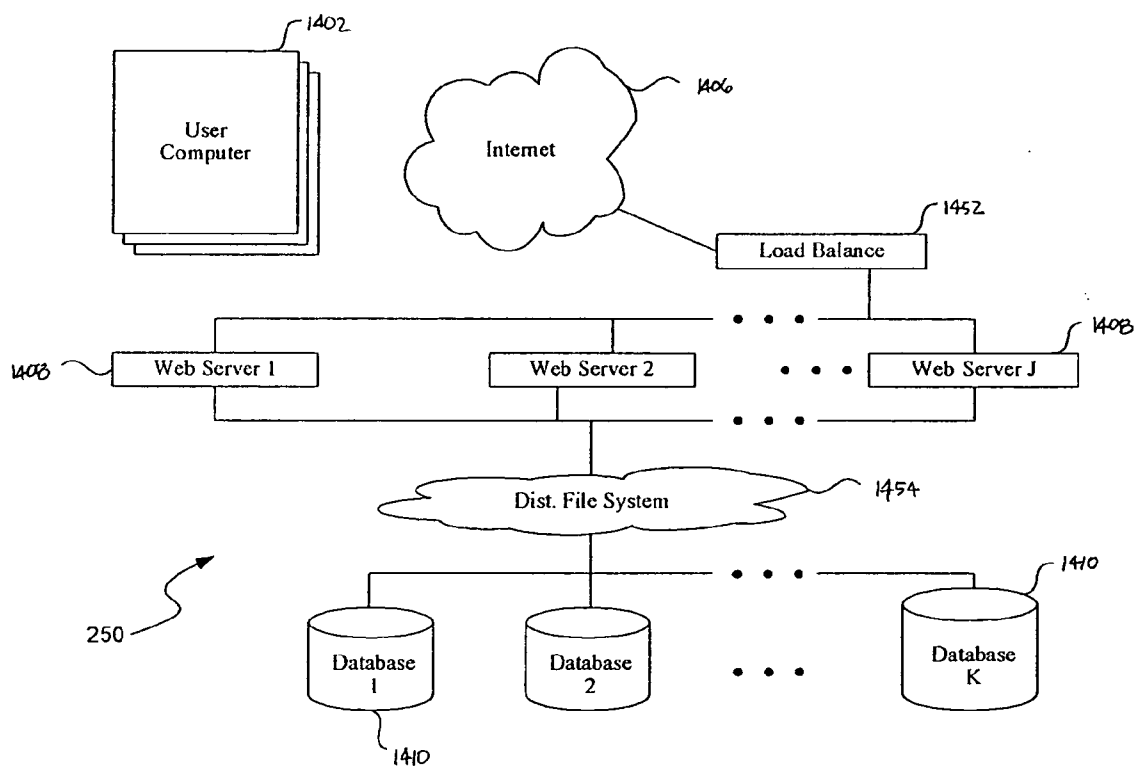 1402
User
Computer
1406
Internet
1452
Load Balance
1408
Web Server 1
Web Server 2
Web Server J
1408
Dist. File System
1454
250
1410
Database
1
Database
2
Database
K
1410